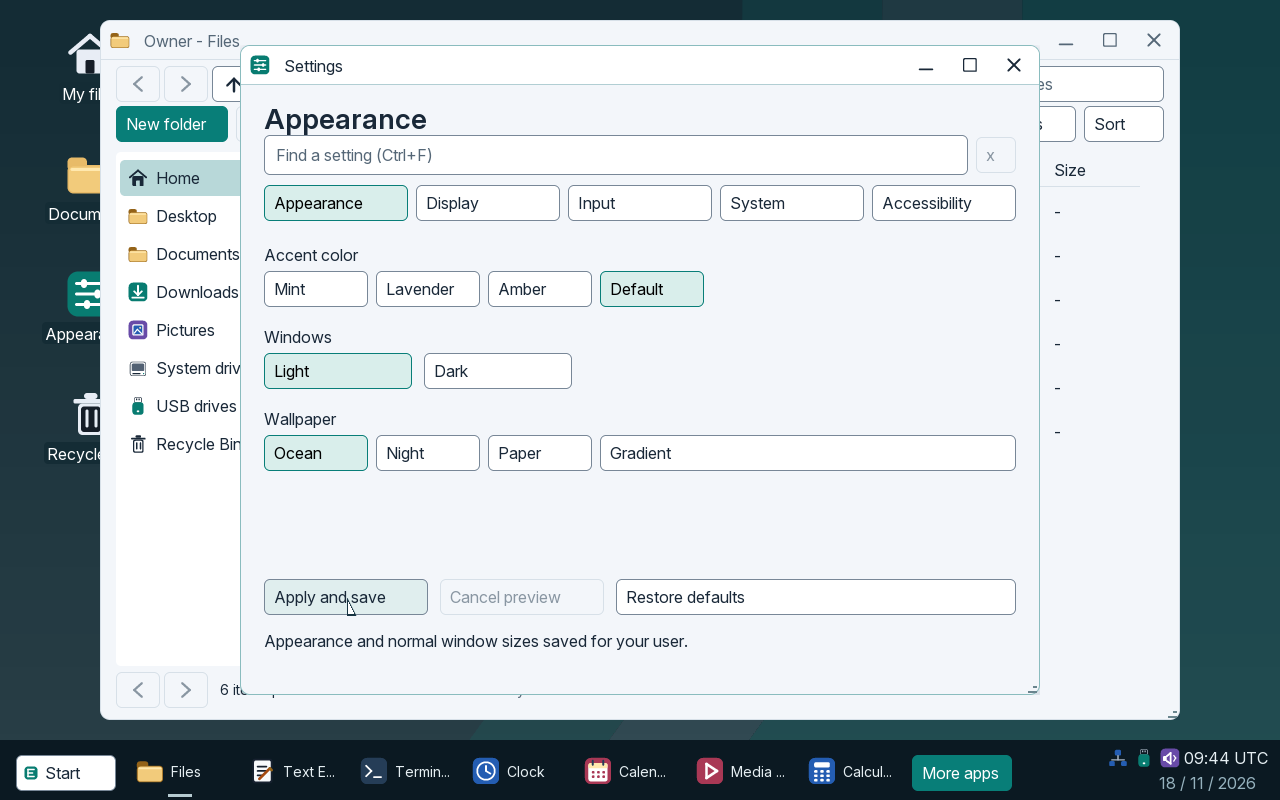 Owner - Files
Settings
Appearance
Find a setting (Ctrl+F)
x
Appearance
Display
Input
System
Accessibility
Accent color
Mint
Lavender
Amber
Default
Windows
Light
Dark
Wallpaper
Ocean
Night
Paper
Gradient
Apply and save
Cancel preview
Restore defaults
Appearance and normal window sizes saved for your user.
New folder
Sort
Size
Home
Desktop
Documents
Downloads
Pictures
System driv
USB drives
Recycle Bin
-
-
-
-
-
-
My fil
Docum
Appeara
Recycle
Start
Files
Text E...
Termin...
Clock
Calen...
Media ...
Calcul...
More apps
09:44 UTC
18 / 11 / 2026